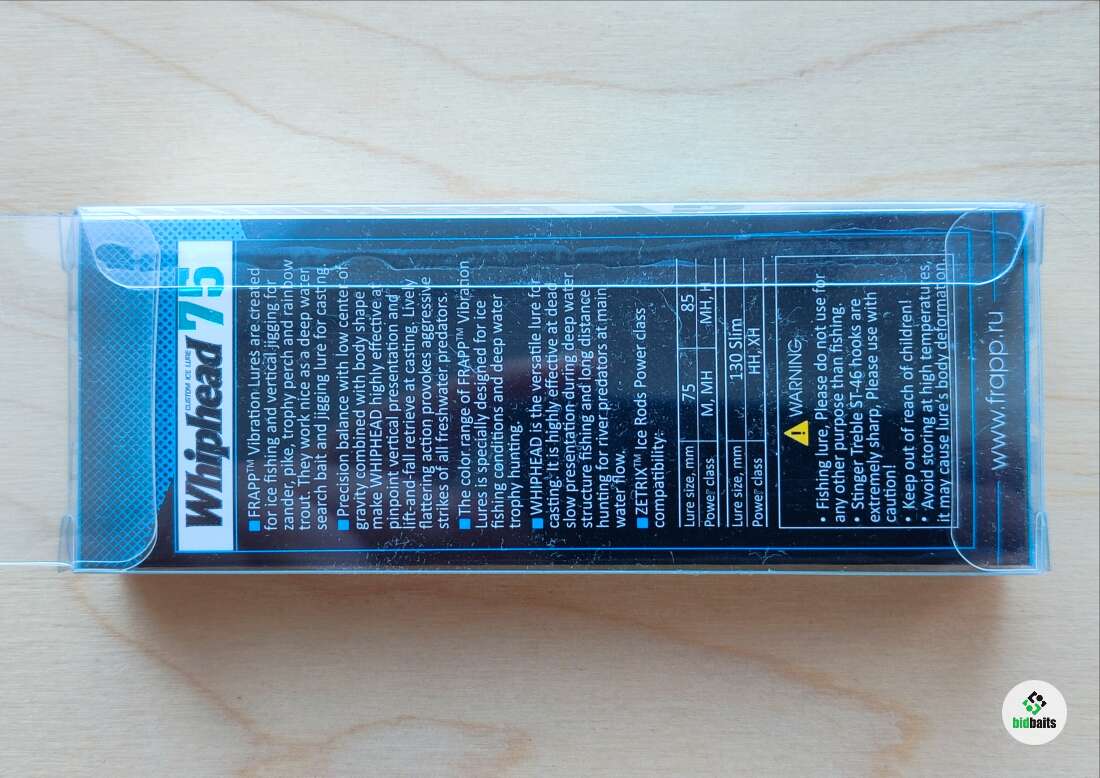 Whiphead 75
CUSTOM ICE LURE
■ FRAPP™ VIbration Lures are created
for ice fishing and vertical jigging for
zander, pike, trophy perch and rainbow
trout. They work nice as a deep water
search bait and jigging lure for casting.
■ Precision balance with low center of
gravity combined with body shape
make WHIPHEAD highly effective at
pinpoint vertical presentation and
lift-and-fall retrieve at casting. Lively
flattering action provokes aggressive
strikes of all freshwater predators.
■ The color range of FRAPP™ Vibration
Lures is specially designed for ice
fishing conditions and deep water
trophy hunting.
■ WHIPHEAD is the versatile lure for
casting. It is highly effective at dead
slow presentation during deep water
structure fishing and long distance
hunting for river predators at main
water flow.
■ ZETRIX™ Ice Rods Power class
compatibility:
Lure size, mm 75 85
Power class M, MH MH, H
Lure size, mm 130 Slim
Power class HH, XH
WARNING
• Fishing lure, Please do not use for
any other purpose than fishing.
• Stinger Treble ST-46 hooks are
extremely sharp, Please use with
caution!
• Keep out of reach of children!
• Avoid storing at high temperatures,
it may cause lure's body deformation
www.frapp.ru
bidbaits